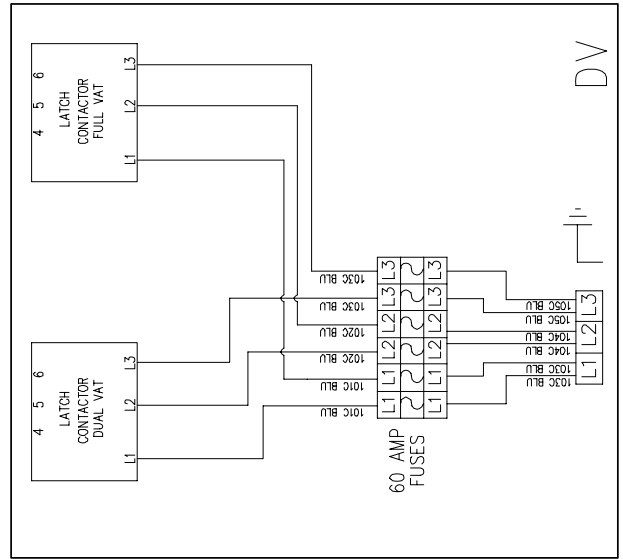 4 5 6
LATCH
CONTACTOR
DUAL VAT
L1 L2 L3
4 5 6
LATCH
CONTACTOR
FULL VAT
L1 L2 L3
101C BLU
101C BLU
102C BLU
102C BLU
103C BLU
103C BLU
L1 L1 L2 L2 L3 L3
60 AMP
FUSES
L1 L1 L2 L2 L3 L3
103C BLU
103C BLU
104C BLU
104C BLU
105C BLU
105C BLU
L1 L2 L3
DV